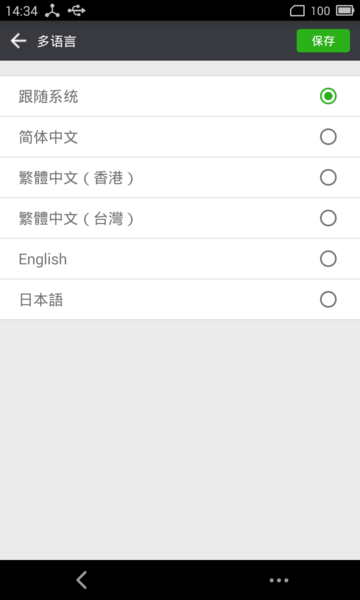 14:34 100
多语言 保存
跟随系统
简体中文
繁體中文（香港）
繁體中文（台灣）
English
日本語